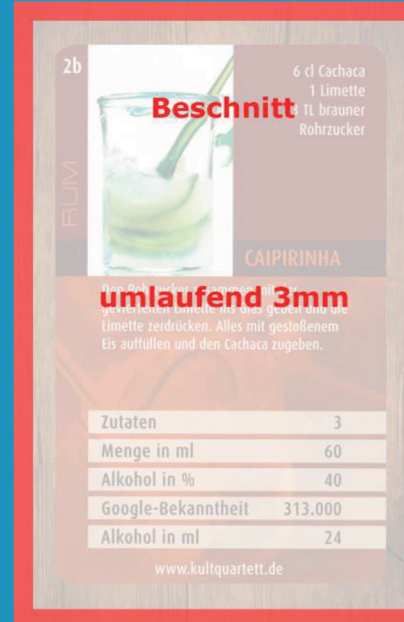 2b
6 cl Cachaca
1 Limette
TL brauner
Rohrzucker
Beschnitt
RUM
CAIPIRINHA
umlaufend 3mm
Limette zerdrücken. Alles mit gestoßenem
Eis auffüllen und den Cachaca zugeben.
Zutaten 3
Menge in ml 60
Alkohol in % 40
Google-Bekanntheit 313.000
Alkohol in ml 24
www.kultquartett.de